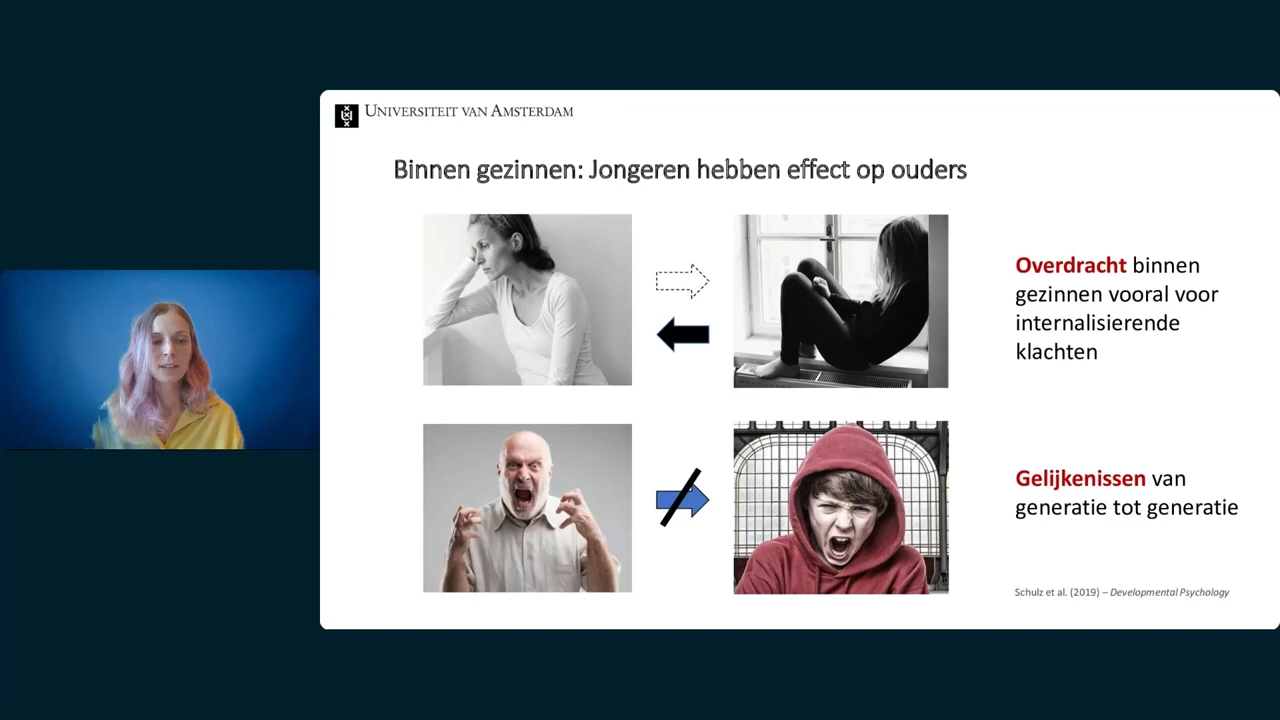 UNIVERSITEIT VAN AMSTERDAM
Binnen gezinnen: Jongeren hebben effect op ouders
Overdracht binnen
gezinnen vooral voor
internalisierende
klachten
Gelijkenissen van
generatie tot generatie
Schulz et al. (2019) – Developmental Psychology